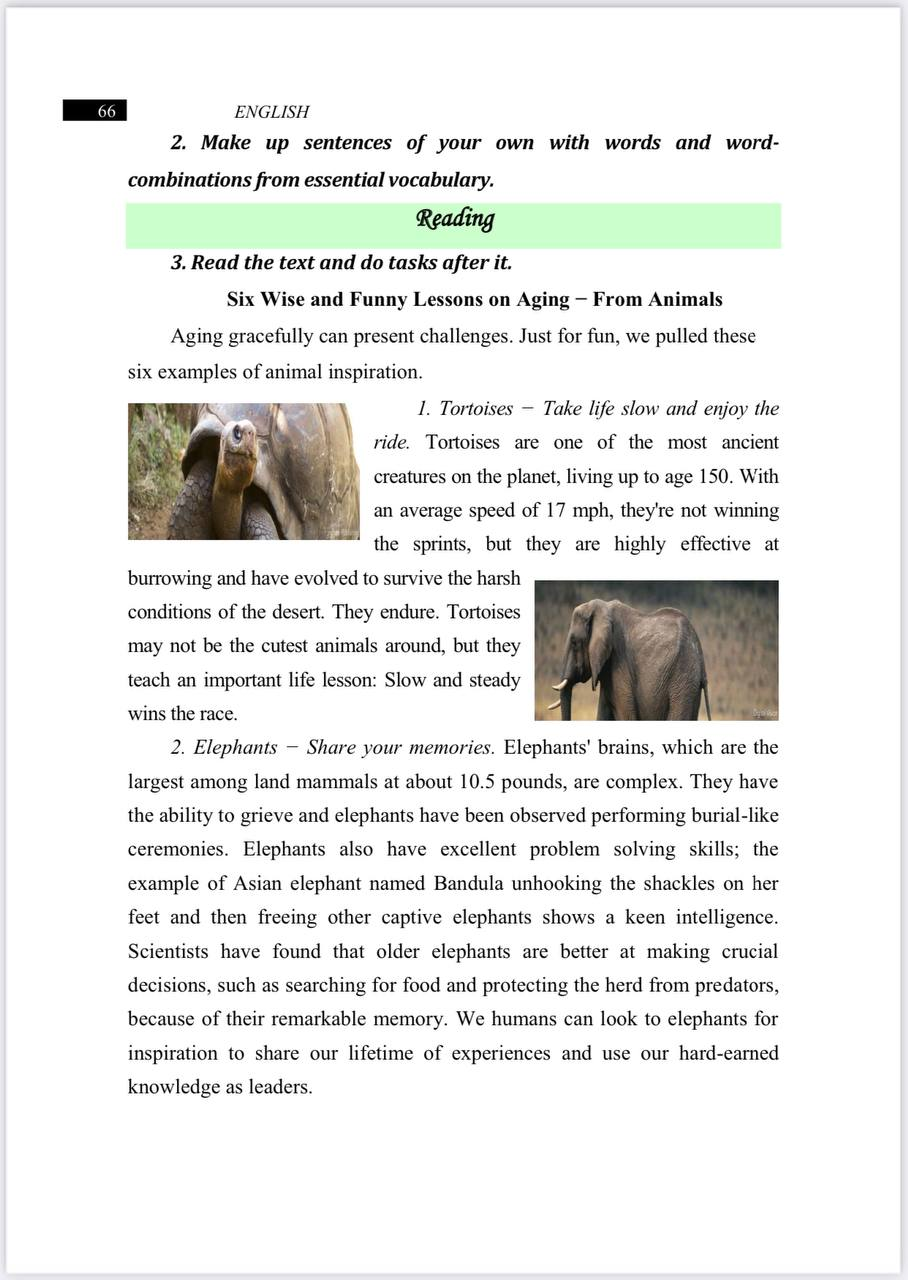 66
ENGLISH
2. Make up sentences of your own with words and word-
combinations from essential vocabulary.
Reading
3. Read the text and do tasks after it.
Six Wise and Funny Lessons on Aging − From Animals
Aging gracefully can present challenges. Just for fun, we pulled these
six examples of animal inspiration.
1. Tortoises − Take life slow and enjoy the
ride. Tortoises are one of the most ancient
creatures on the planet, living up to age 150. With
an average speed of 17 mph, they're not winning
the sprints, but they are highly effective at
burrowing and have evolved to survive the harsh
conditions of the desert. They endure. Tortoises
may not be the cutest animals around, but they
teach an important life lesson: Slow and steady
wins the race.
2. Elephants − Share your memories. Elephants' brains, which are the
largest among land mammals at about 10.5 pounds, are complex. They have
the ability to grieve and elephants have been observed performing burial-like
ceremonies. Elephants also have excellent problem solving skills; the
example of Asian elephant named Bandula unhooking the shackles on her
feet and then freeing other captive elephants shows a keen intelligence.
Scientists have found that older elephants are better at making crucial
decisions, such as searching for food and protecting the herd from predators,
because of their remarkable memory. We humans can look to elephants for
inspiration to share our lifetime of experiences and use our hard-earned
knowledge as leaders.